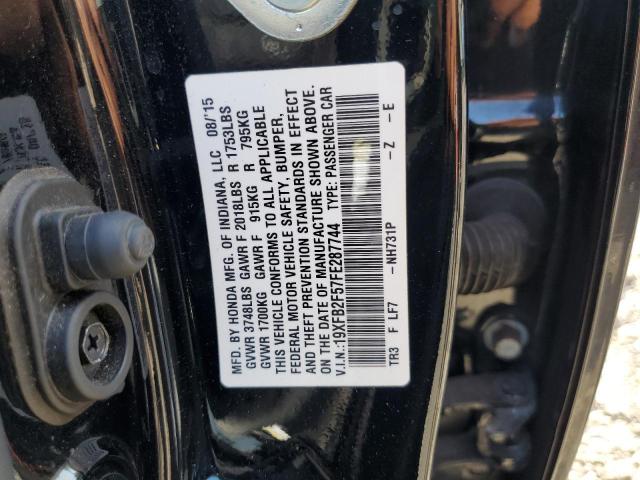 MFD. BY HONDA MFG. OF INDIANA, LLC 08/'15
GVWR 3748LBS GAWR F 2018LBS R 1753LBS
GVWR 1700KG GAWR F 915KG R 795KG
THIS VEHICLE CONFORMS TO ALL APPLICABLE
FEDERAL MOTOR VEHICLE SAFETY, BUMPER,
AND THEFT PREVENTION STANDARDS IN EFFECT
ON THE DATE OF MANUFACTURE SHOWN ABOVE.
V.I.N.:19XFB2F57FE287744 TYPE: PASSENGER CAR
TR3 F LF7 -NH731P -Z -E